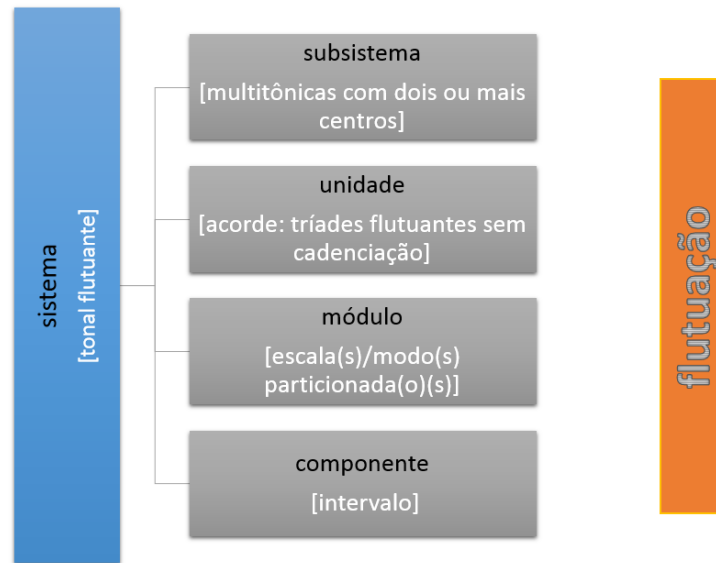 sistema
[tonal flutuante]
subsistema
[multitônicas com dois ou mais
centros]
unidade
[acorde: tríades flutuantes sem
cadenciação]
módulo
[escala(s)/modo(s)
particionada(o)(s)]
componente
[intervalo]
flutuação